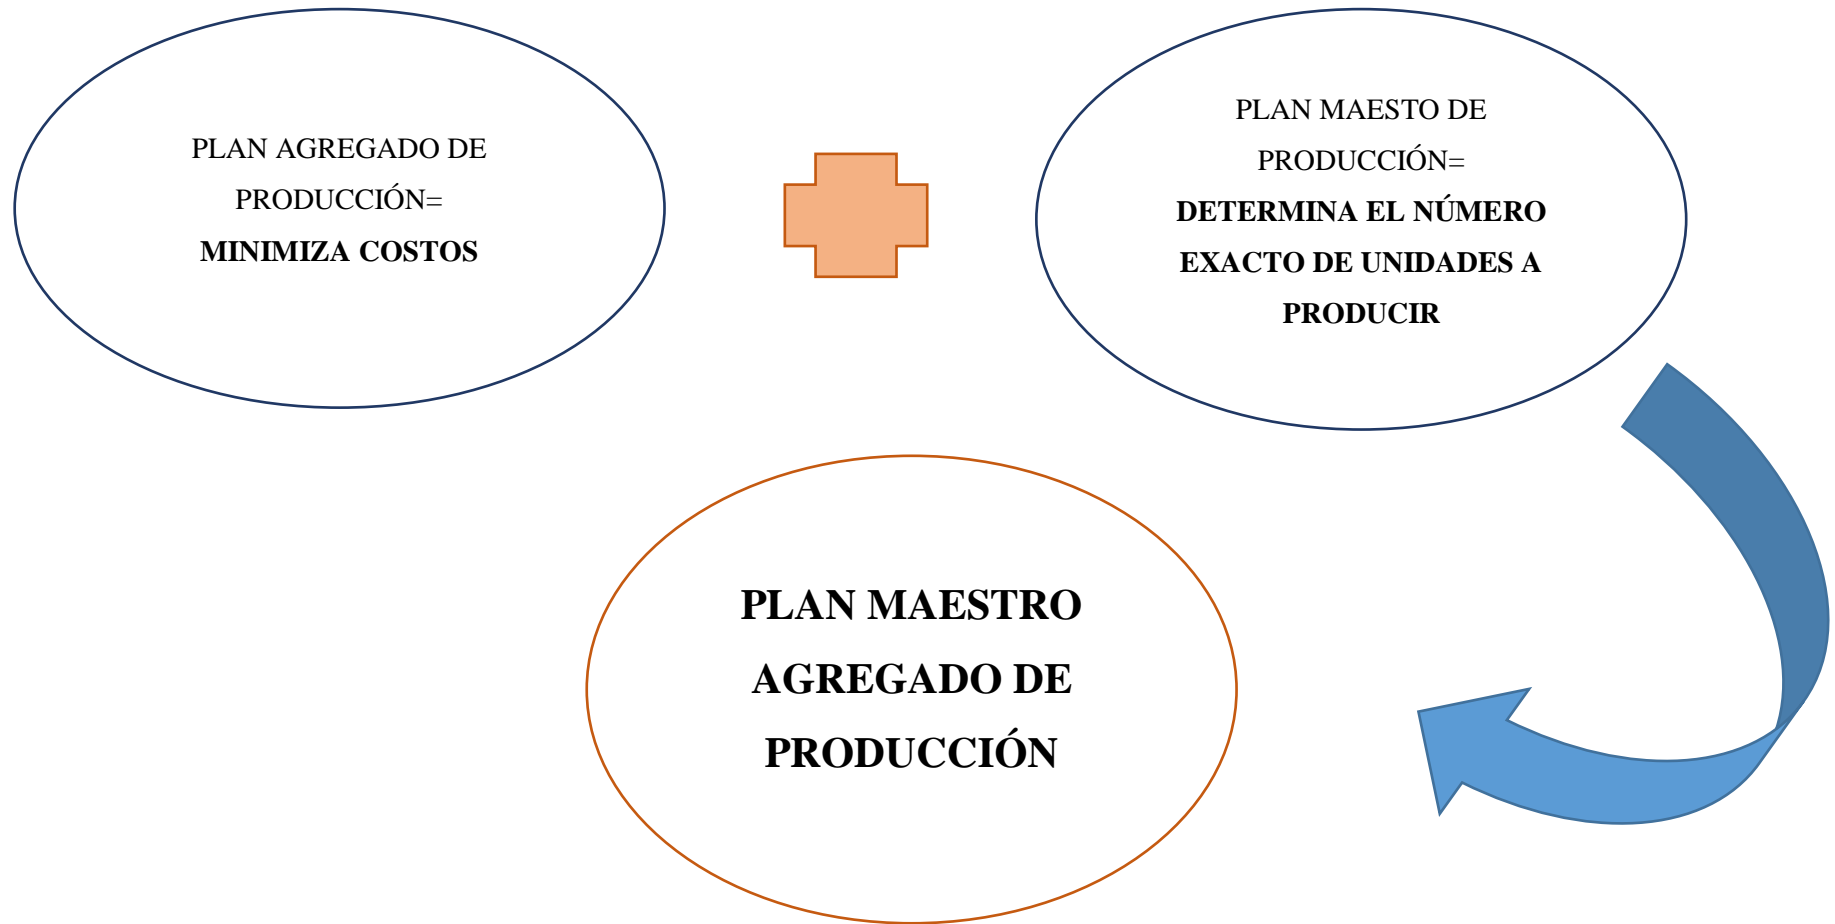 PLAN AGREGADO DE
PRODUCCIÓN=
MINIMIZA COSTOS
PLAN MAESTO DE
PRODUCCIÓN=
DETERMINA EL NÚMERO
EXACTO DE UNIDADES A
PRODUCIR
PLAN MAESTRO
AGREGADO DE
PRODUCCIÓN